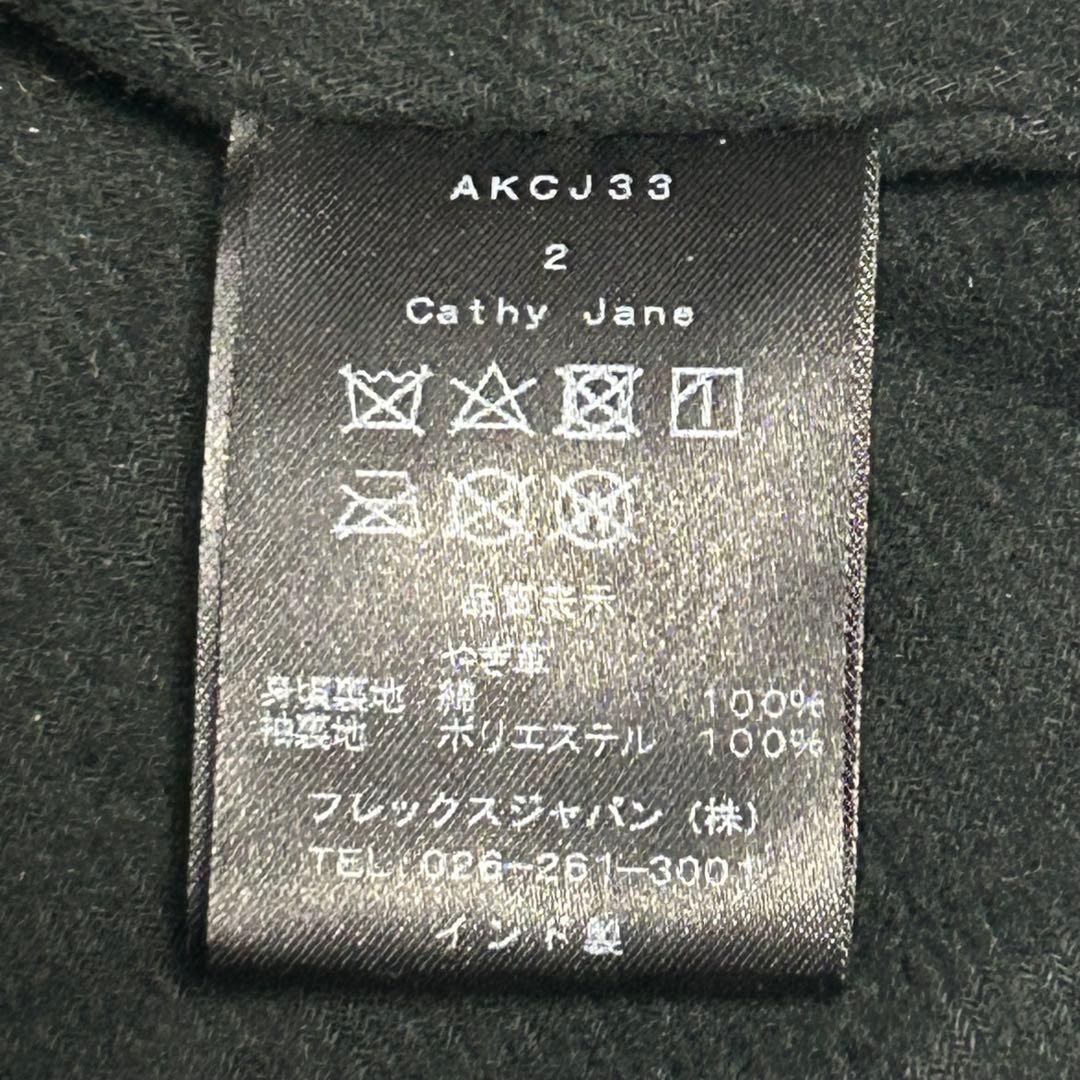 AKCJ33
2
Cathy Jane
品質表示
やぎ革
身頃裏地 綿 100%
袖裏地 ポリエステル 100%
フレックスジャパン(株)
TEL:026-261-3001
インド製